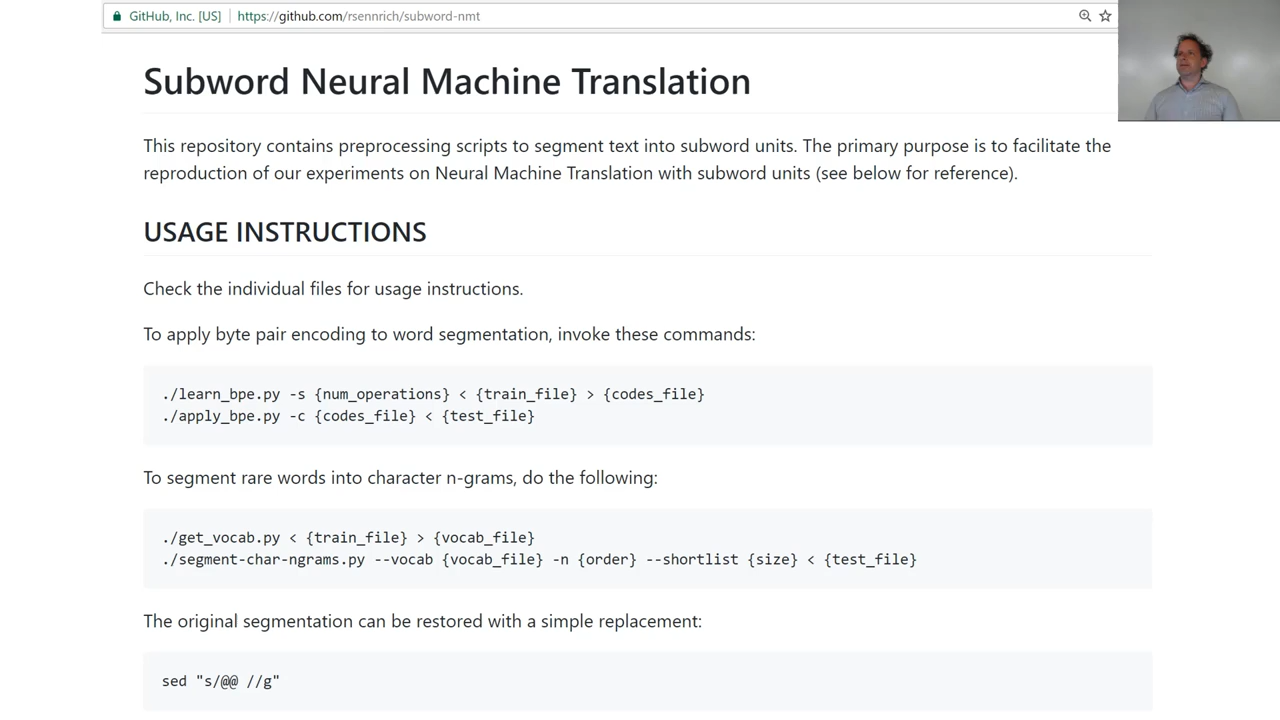 GitHub, Inc. [US] https://github.com/rsennrich/subword-nmt
Subword Neural Machine Translation
This repository contains preprocessing scripts to segment text into subword units. The primary purpose is to facilitate the
reproduction of our experiments on Neural Machine Translation with subword units (see below for reference).
USAGE INSTRUCTIONS
Check the individual files for usage instructions.
To apply byte pair encoding to word segmentation, invoke these commands:
./learn_bpe.py -s {num_operations} < {train_file} > {codes_file}
./apply_bpe.py -c {codes_file} < {test_file}
To segment rare words into character n-grams, do the following:
./get_vocab.py < {train_file} > {vocab_file}
./segment-char-ngrams.py --vocab {vocab_file} -n {order} --shortlist {size} < {test_file}
The original segmentation can be restored with a simple replacement:
sed "s/@@ //g"